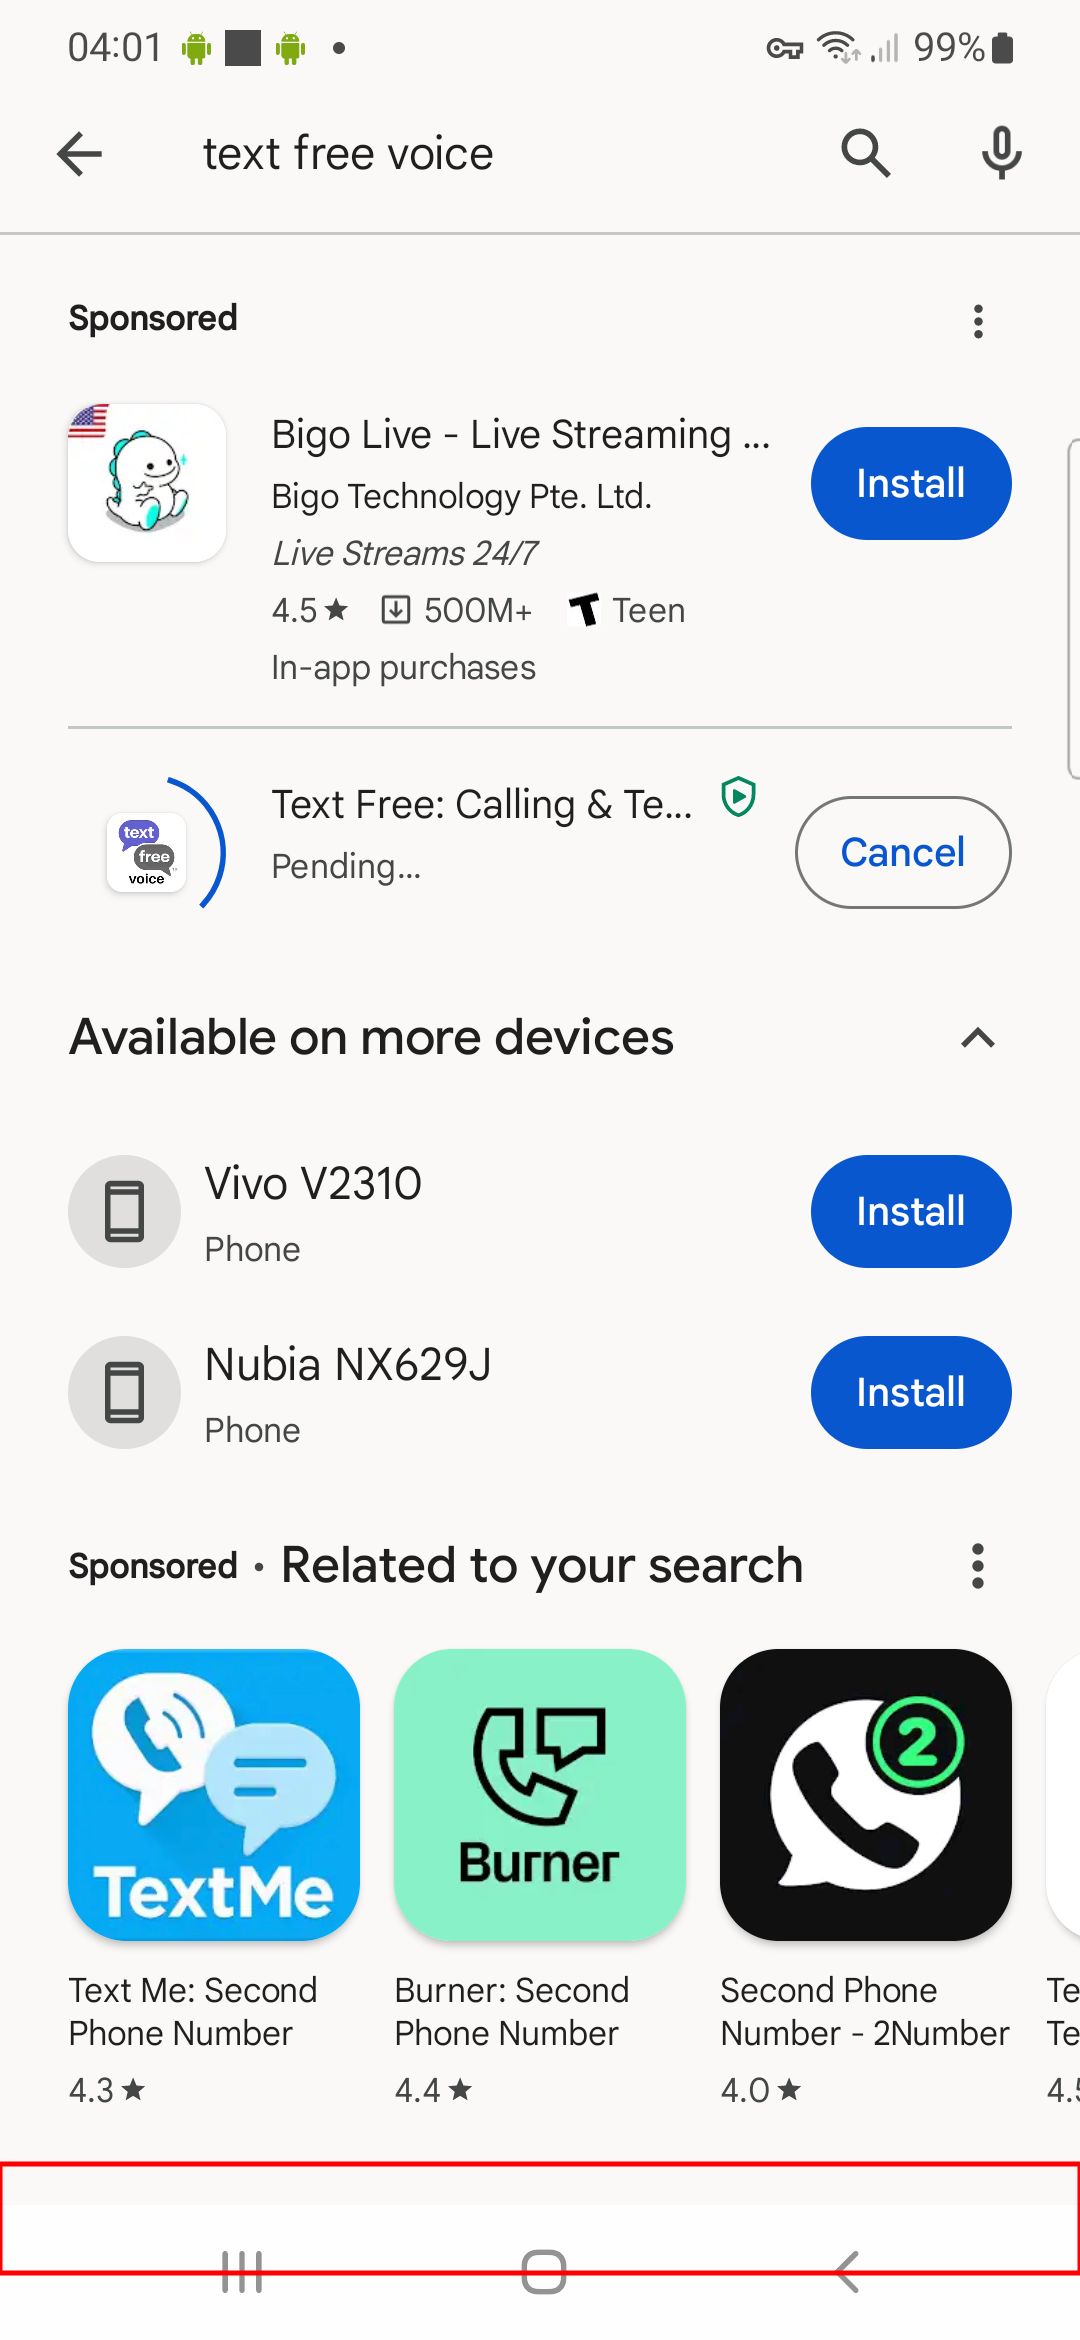 04:01
99%
text free voice
Sponsored
Bigo Live - Live Streaming ...
Bigo Technology Pte. Ltd.
Live Streams 24/7
4.5★ 500M+ Teen
In-app purchases
Install
text
free
voice
Text Free: Calling & Te...
Pending...
Cancel
Available on more devices
Vivo V2310
Phone
Install
Nubia NX629J
Phone
Install
Sponsored • Related to your search
TextMe
Burner
2
Text Me: Second
Phone Number
4.3★
Burner: Second
Phone Number
4.4★
Second Phone
Number - 2Number
4.0★
Te
Te
4.5